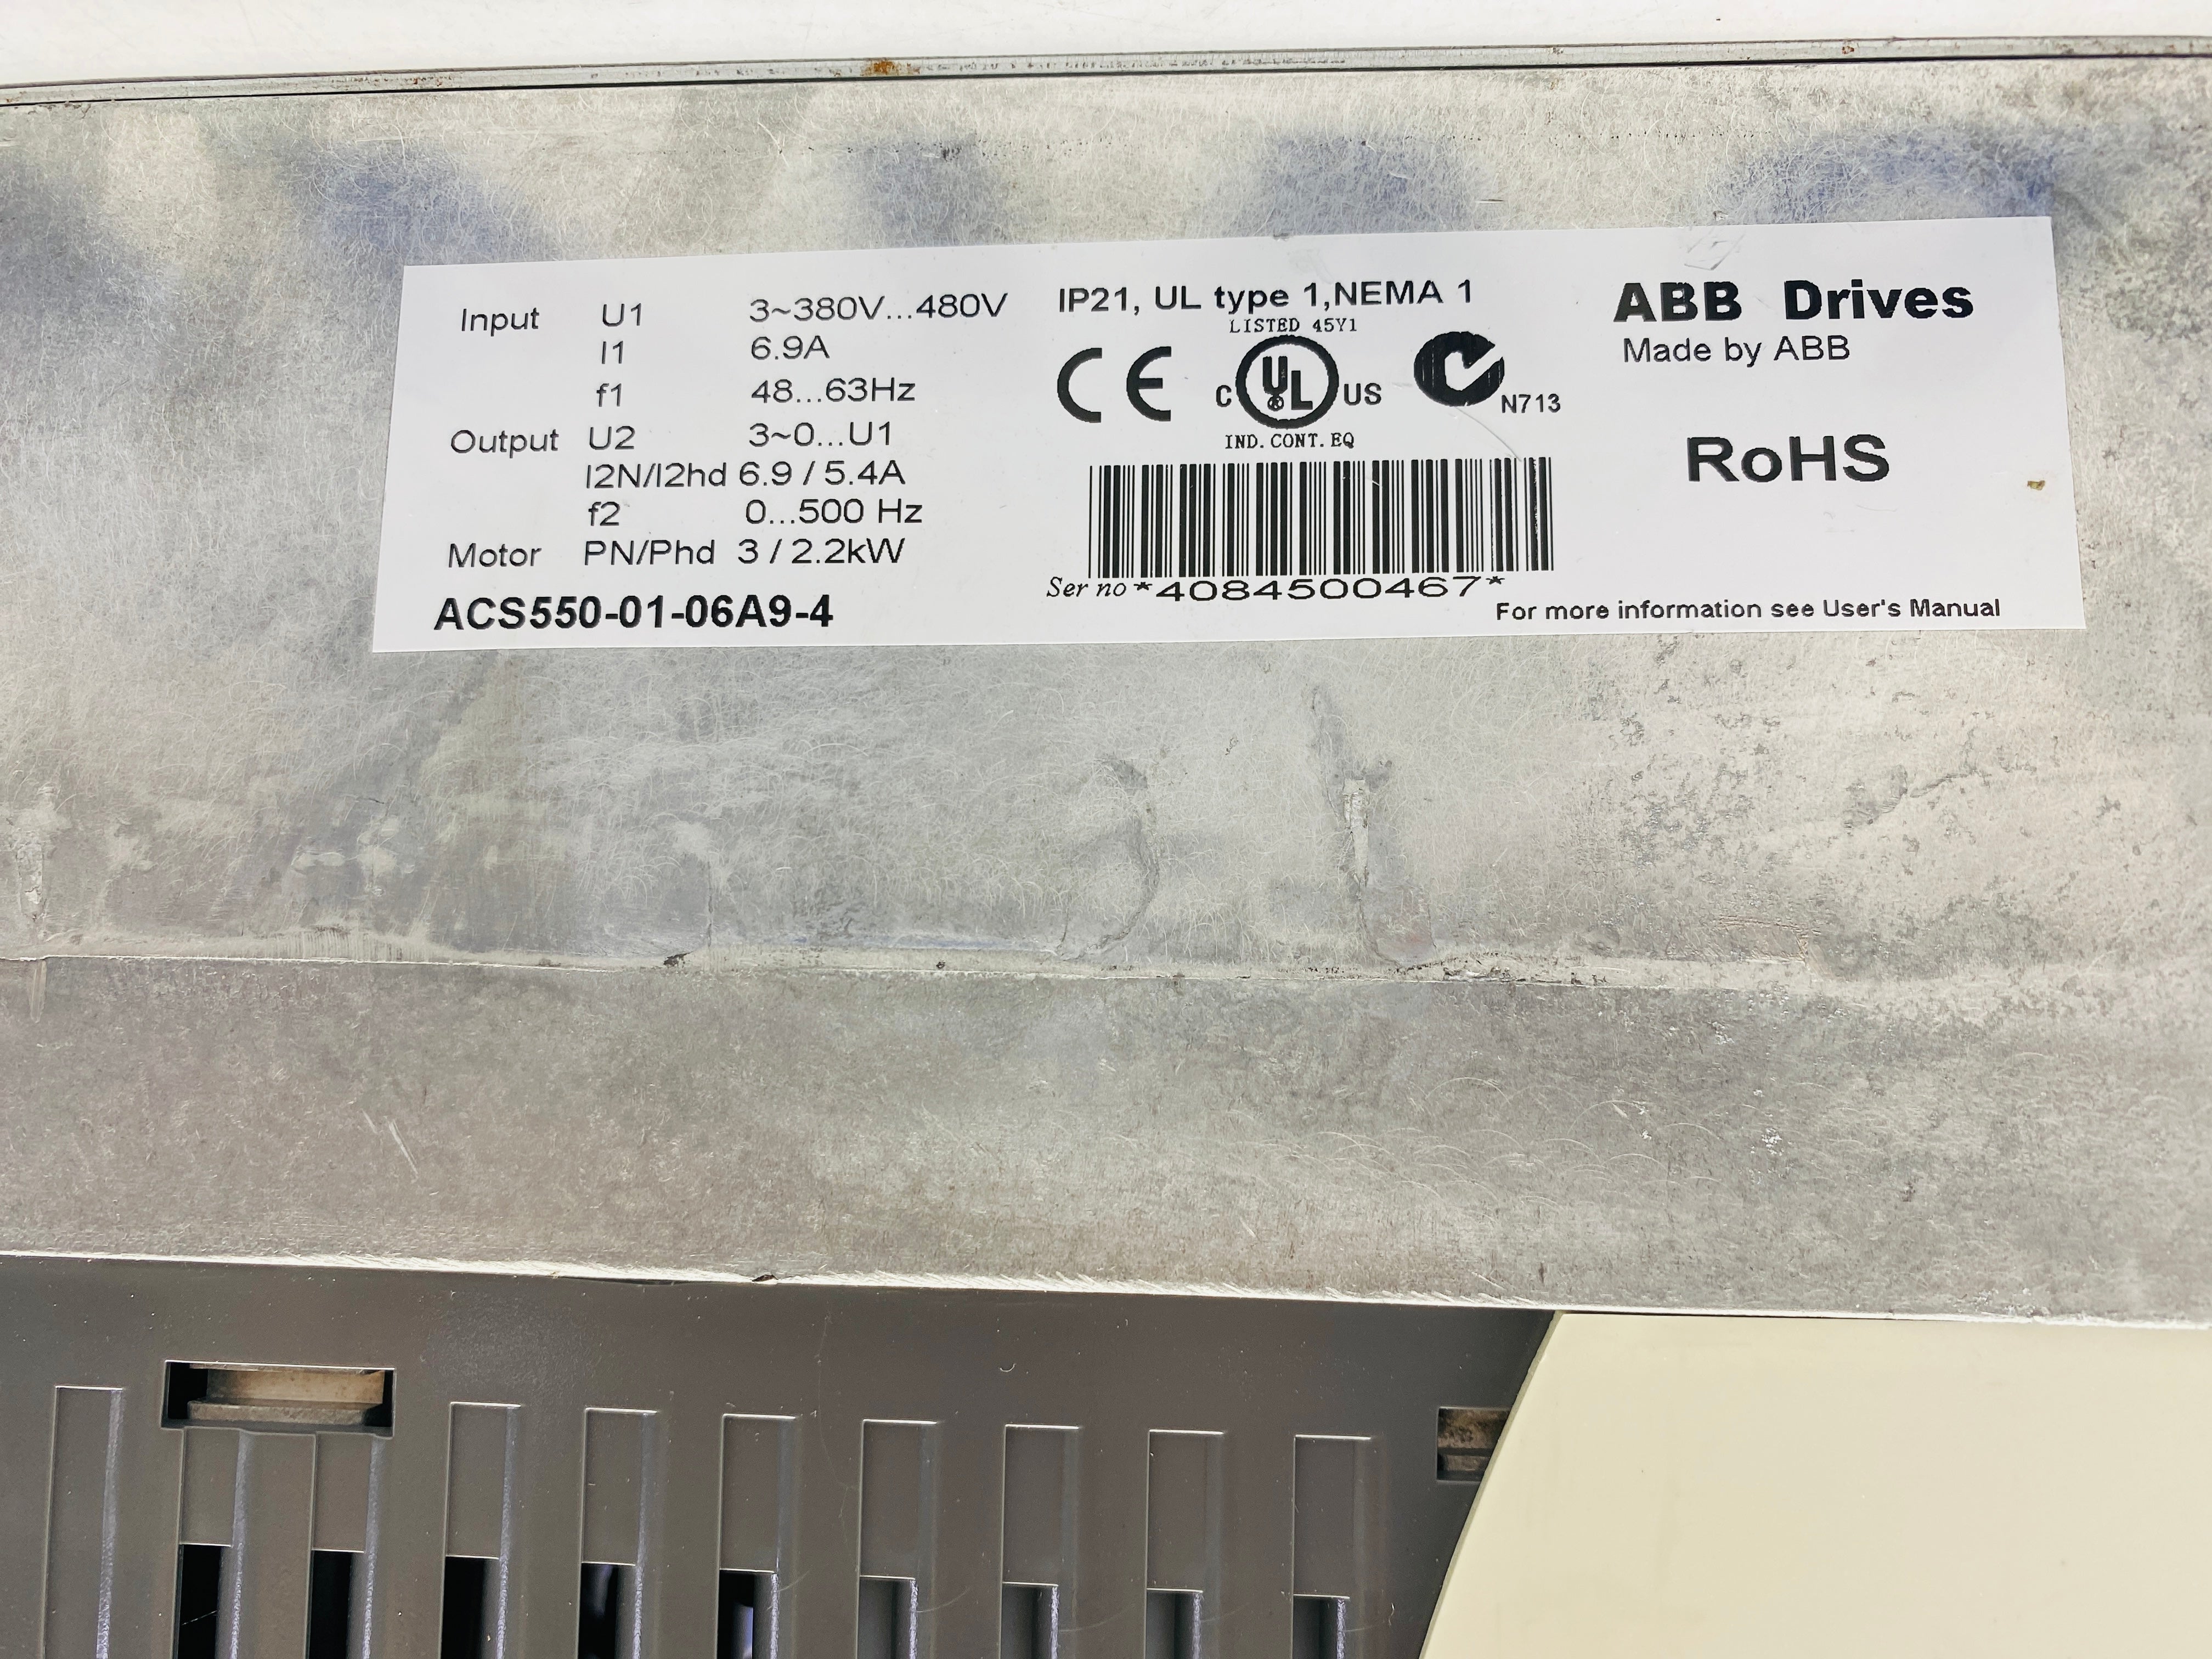 Input U1 3~380V...480V
I1 6.9A
f1 48...63Hz
Output U2 3~0...U1
I2N/I2hd 6.9 / 5.4A
f2 0...500 Hz
Motor PN/Phd 3 / 2.2kW
ACS550-01-06A9-4
IP21, UL type 1,NEMA 1
LISTED 45Y1
CE C UL US N713
IND. CONT. EQ
Ser no *4084500467*
ABB Drives
Made by ABB
RoHS
For more information see User's Manual